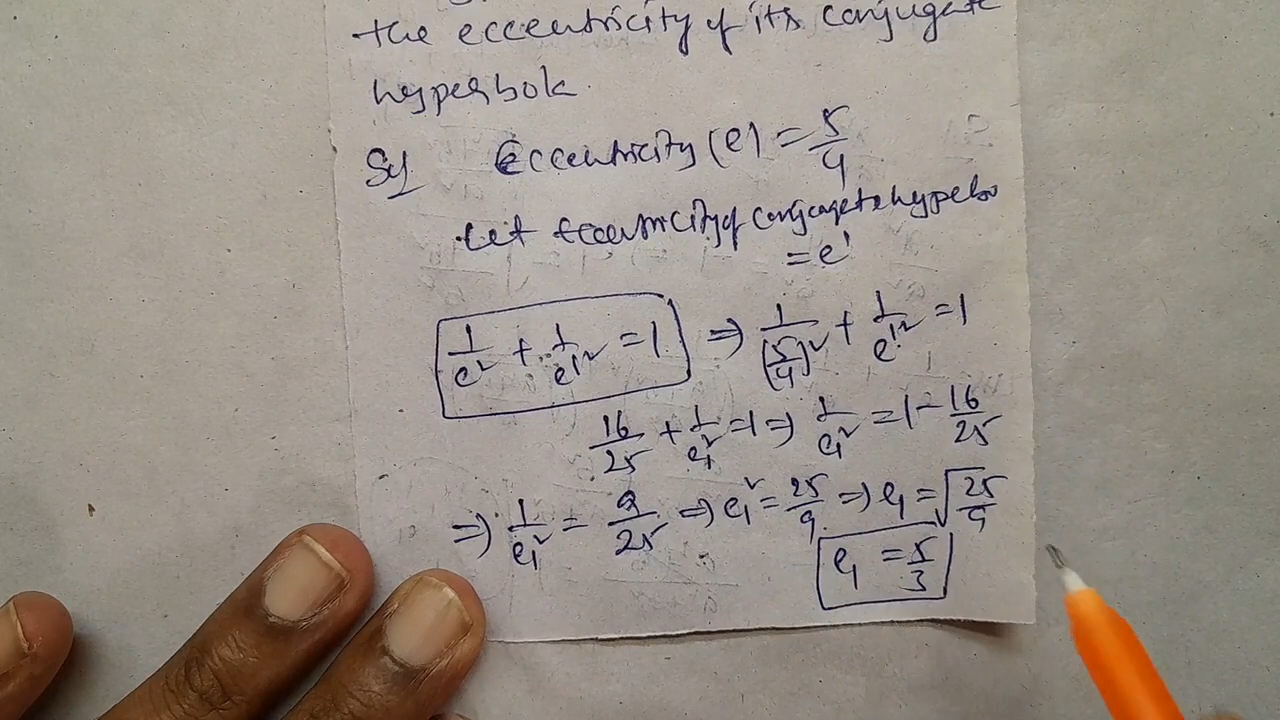 the eccentricity of its conjugate
hyperbola.
Sol Eccentricity (e) = 5/4
Let eccentricity of conjugate hyperbo
= e'
1/e² + 1/e'² = 1 ⇒ 1/(5/4)² + 1/e'² = 1
16/25 + 1/e₁² = 1 ⇒ 1/e₁² = 1 - 16/25
⇒ 1/e₁² = 9/25 ⇒ e₁² = 25/9 ⇒ e₁ = √25/9
e₁ = 5/3